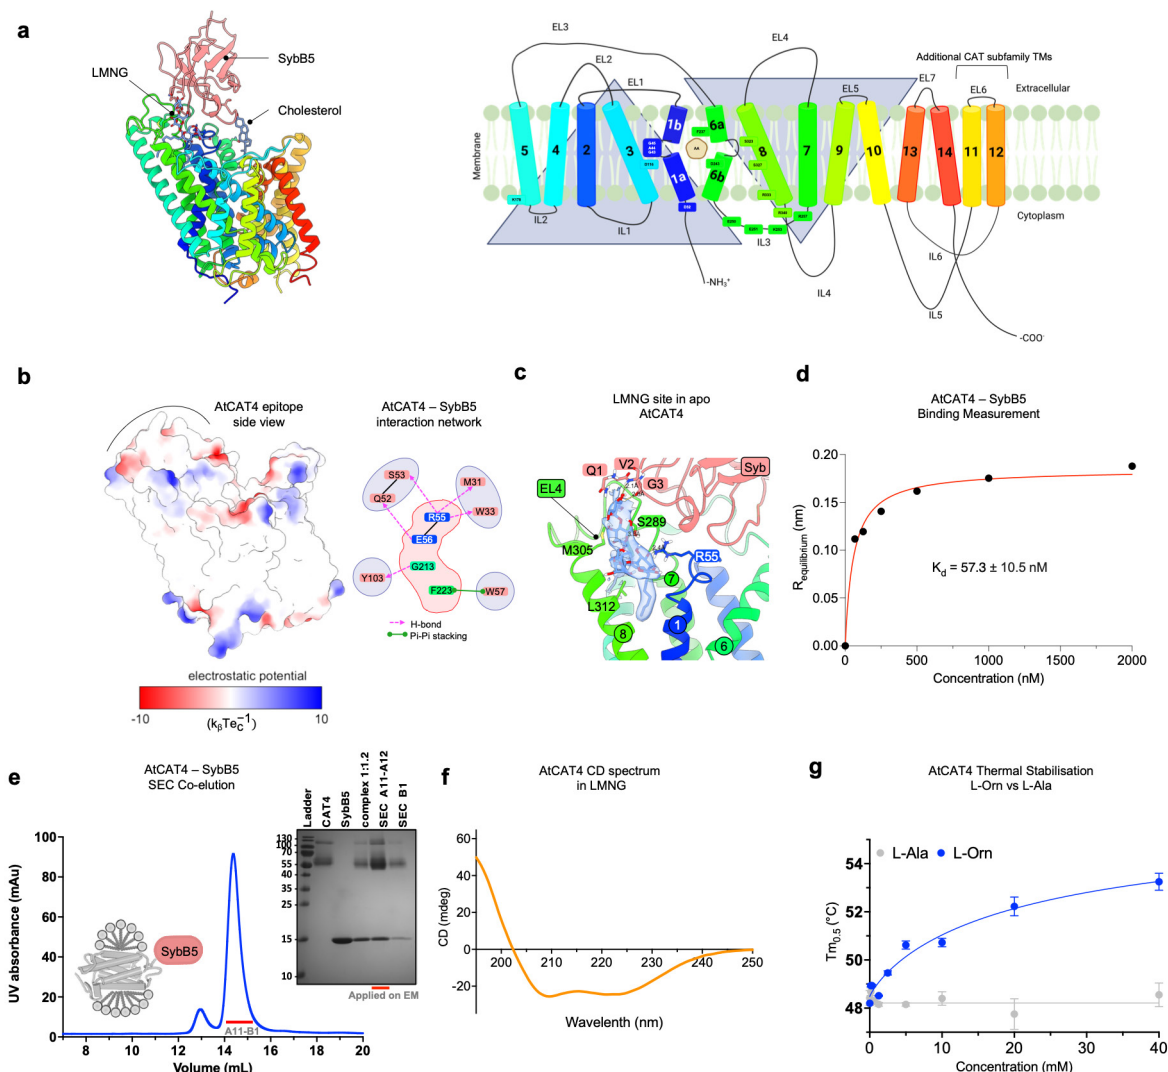 a
SybB5
LMNG
Cholesterol
EL3
EL2
EL1
EL4
EL5
EL7
EL6
Additional CAT subfamily TMs
Extracellular
Membrane
Cytoplasm
5
4
2
3
1b
1a
6a
6b
AA
8
7
9
10
13
14
11
12
IL2
IL1
IL3
IL4
IL6
IL5
-NH₃⁺
-COO⁻
b
AtCAT4 epitope
side view
AtCAT4 – SybB5
interaction network
S53
Q52
M31
W33
R55
E56
G213
F223
Y103
W57
H-bond
Pi-Pi stacking
electrostatic potential
-10
10
(kᵦTe_C⁻¹)
c
LMNG site in apo
AtCAT4
Q1
V2
G3
Syb
EL4
S289
M305
R55
L312
7
8
1
6
d
AtCAT4 – SybB5
Binding Measurement
R_equilibrium (nm)
0.20
0.15
0.10
0.05
0.00
K_d = 57.3 ± 10.5 nM
0
500
1000
1500
2000
Concentration (nM)
e
AtCAT4 – SybB5
SEC Co-elution
UV absorbance (mAu)
100
80
60
40
20
0
SybB5
A11-B1
8
10
12
14
16
18
20
Volume (mL)
Ladder
CAT4
SybB5
complex 1:1.2
SEC A11-A12
SEC B1
130
100
70
55
40
35
25
15
10
Applied on EM
f
AtCAT4 CD spectrum
in LMNG
CD (mdeg)
60
40
20
0
-20
200
210
220
230
240
250
Wavelenth (nm)
g
AtCAT4 Thermal Stabilisation
L-Orn vs L-Ala
L-Ala
L-Orn
Tm₀.₅ (°C)
54
52
50
48
0
10
20
30
40
Concentration (mM)